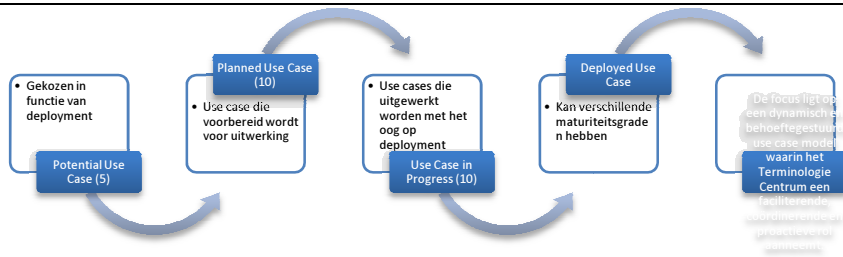 • Gekozen in
functie van
deployment
Potential Use
Case (5)
Planned Use Case
(10)
• Use case die
voorbereid wordt
voor uitwerking
• Use cases die
uitgewerkt
worden met het
oog op
deployment
Use Case in
Progress (10)
Deployed Use
Case
• Kan verschillende
maturiteitsgrade
n hebben
De focus ligt op
een dynamisch e
behoeftegestuurd
use case model
waarin het
Terminologie
Centrum een
faciliterende,
coördinerende en
proactieve rol
aanneemt.